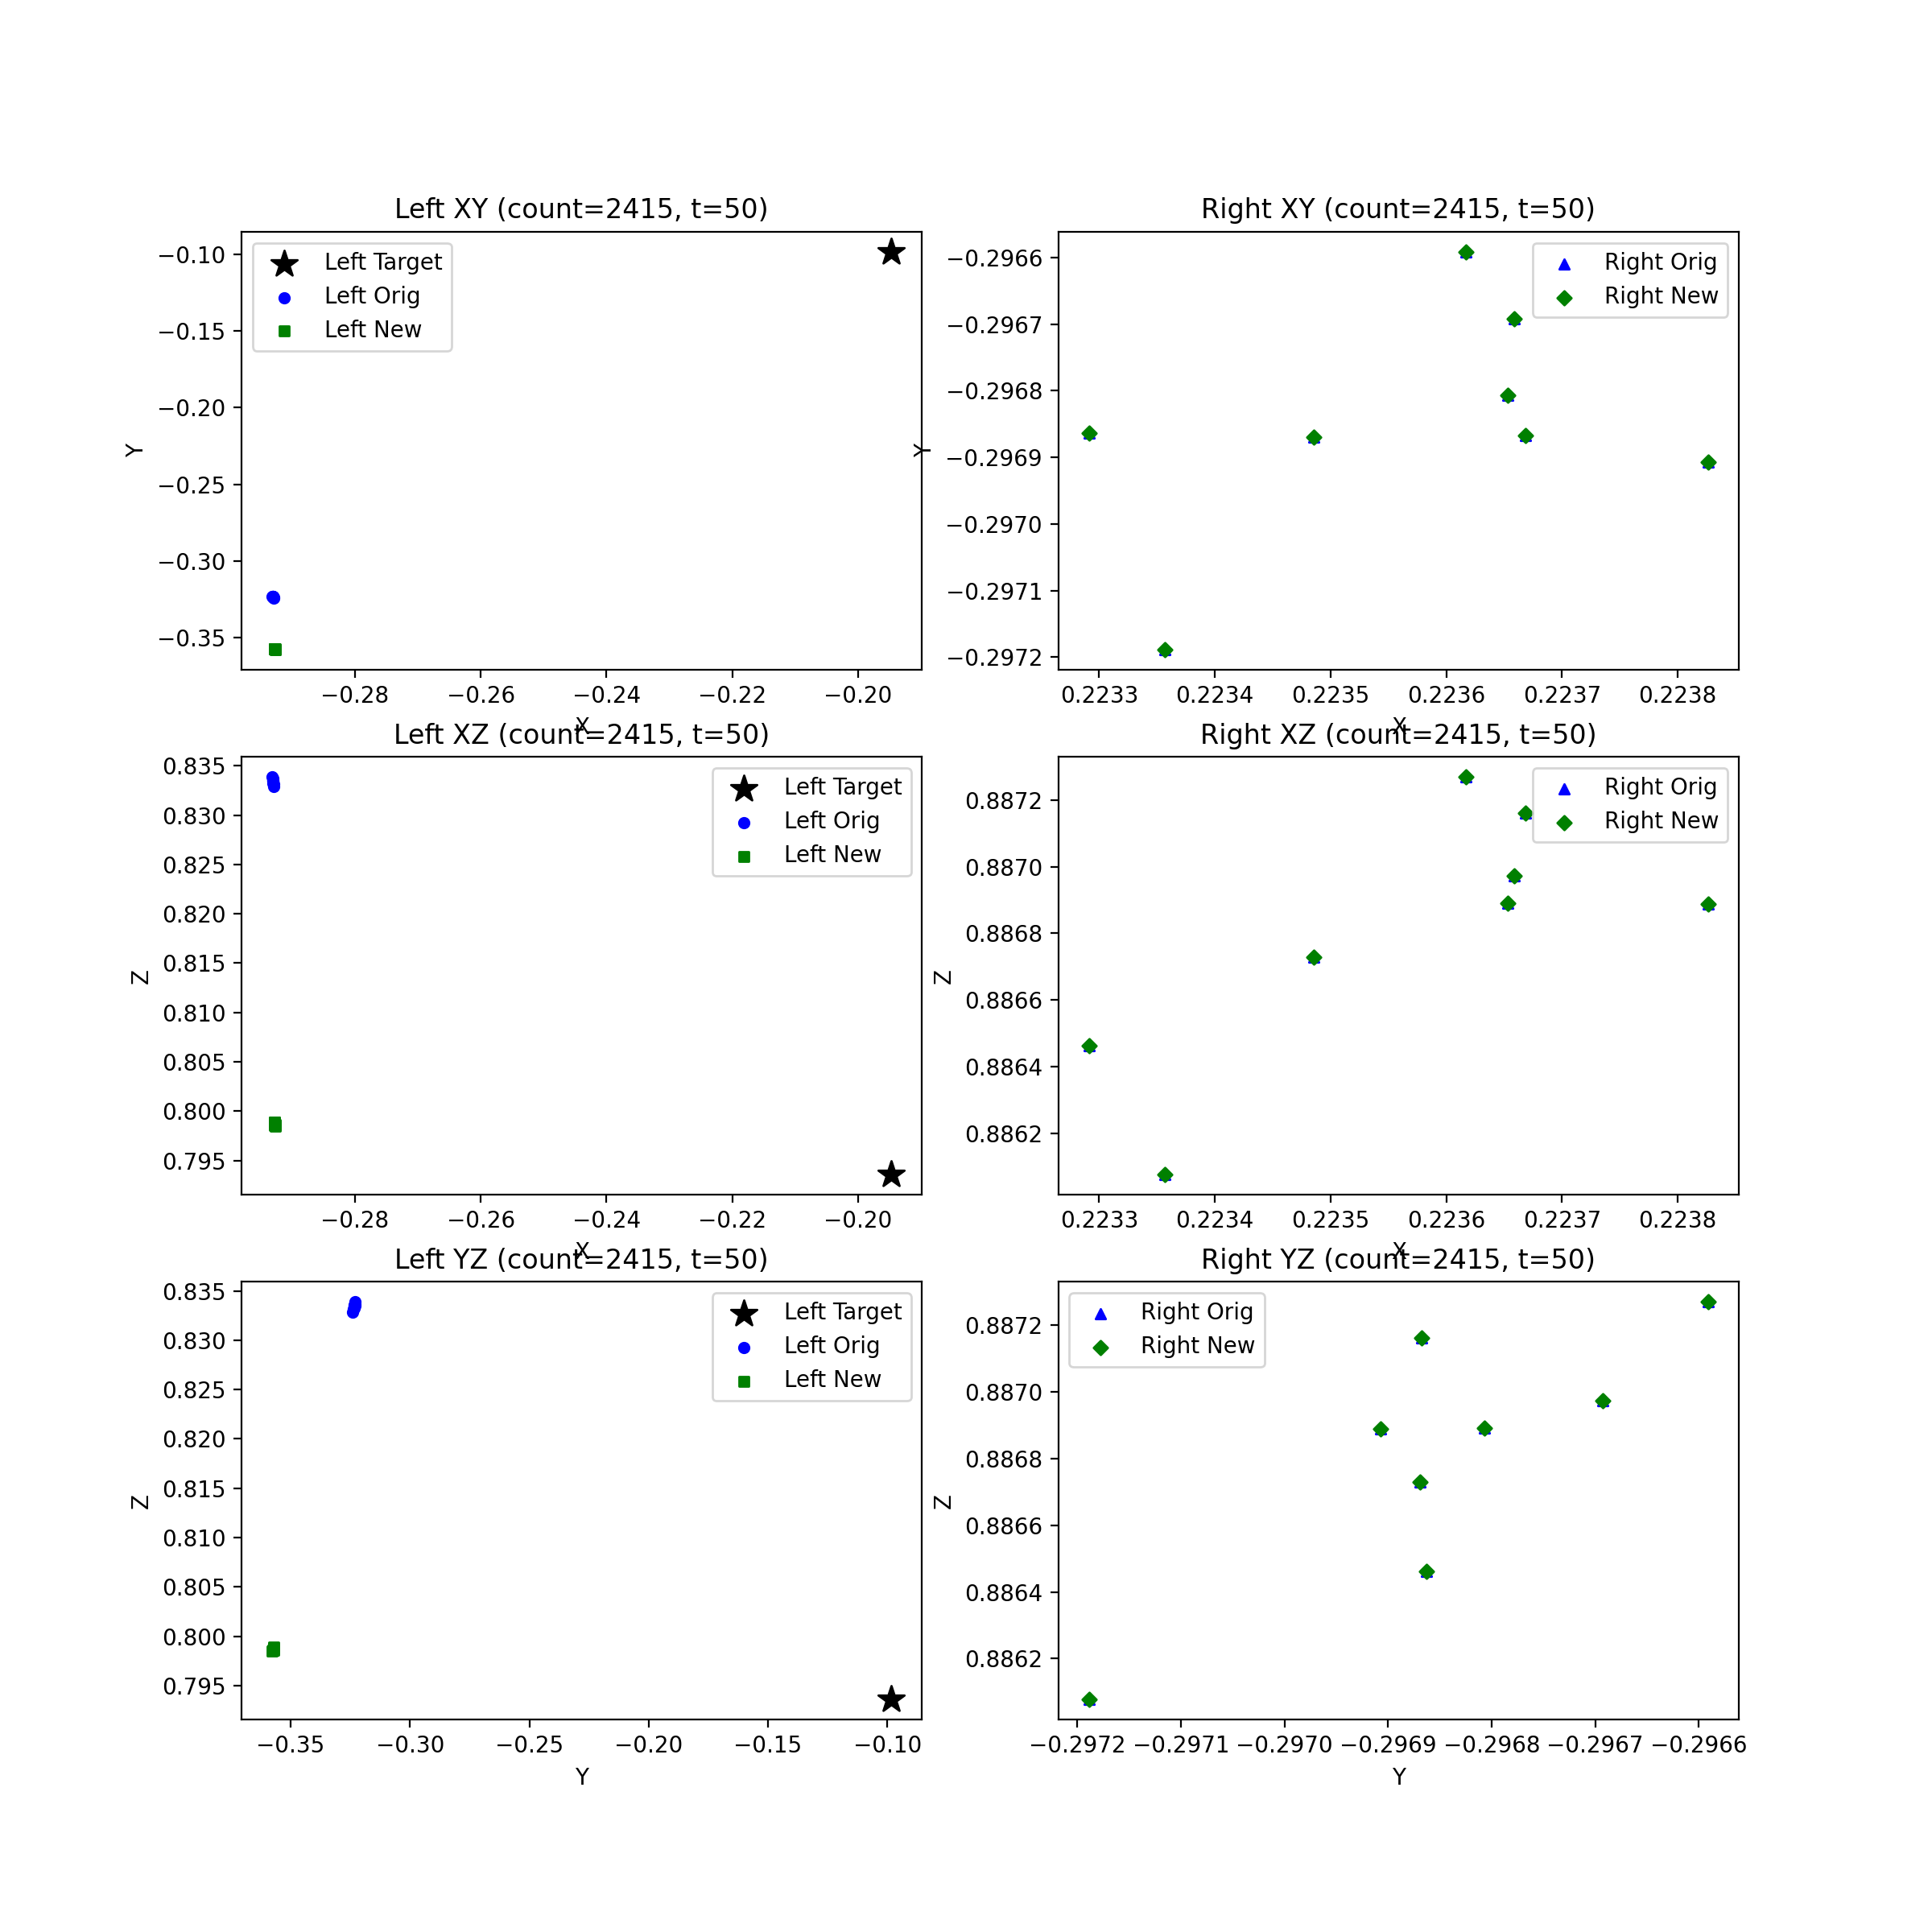 Left XY (count=2415, t=50)
−0.10
−0.15
−0.20
−0.25
−0.30
−0.35
Y
Left Target
Left Orig
Left New
−0.28
−0.26
−0.24
−0.22
−0.20
X
Right XY (count=2415, t=50)
−0.2966
−0.2967
−0.2968
−0.2969
−0.2970
−0.2971
−0.2972
Y
Right Orig
Right New
0.2233
0.2234
0.2235
0.2236
0.2237
0.2238
X
Left XZ (count=2415, t=50)
0.835
0.830
0.825
0.820
0.815
0.810
0.805
0.800
0.795
Z
Left Target
Left Orig
Left New
−0.28
−0.26
−0.24
−0.22
−0.20
X
Right XZ (count=2415, t=50)
0.8872
0.8870
0.8868
0.8866
0.8864
0.8862
Z
Right Orig
Right New
0.2233
0.2234
0.2235
0.2236
0.2237
0.2238
X
Left YZ (count=2415, t=50)
0.835
0.830
0.825
0.820
0.815
0.810
0.805
0.800
0.795
Z
Left Target
Left Orig
Left New
−0.35
−0.30
−0.25
−0.20
−0.15
−0.10
Y
Right YZ (count=2415, t=50)
0.8872
0.8870
0.8868
0.8866
0.8864
0.8862
Z
Right Orig
Right New
−0.2972
−0.2971
−0.2970
−0.2969
−0.2968
−0.2967
−0.2966
Y